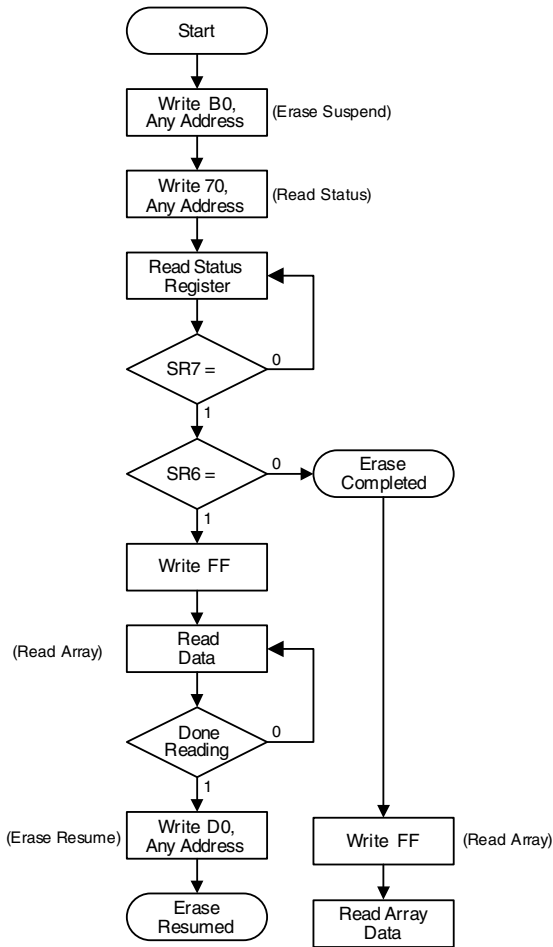 Start
Write B0,
Any Address
(Erase Suspend)
Write 70,
Any Address
(Read Status)
Read Status
Register
SR7 =
0
1
SR6 =
0
Erase
Completed
1
Write FF
(Read Array)
Read
Data
Done
Reading
0
1
(Erase Resume)
Write D0,
Any Address
Write FF
(Read Array)
Erase
Resumed
Read Array
Data